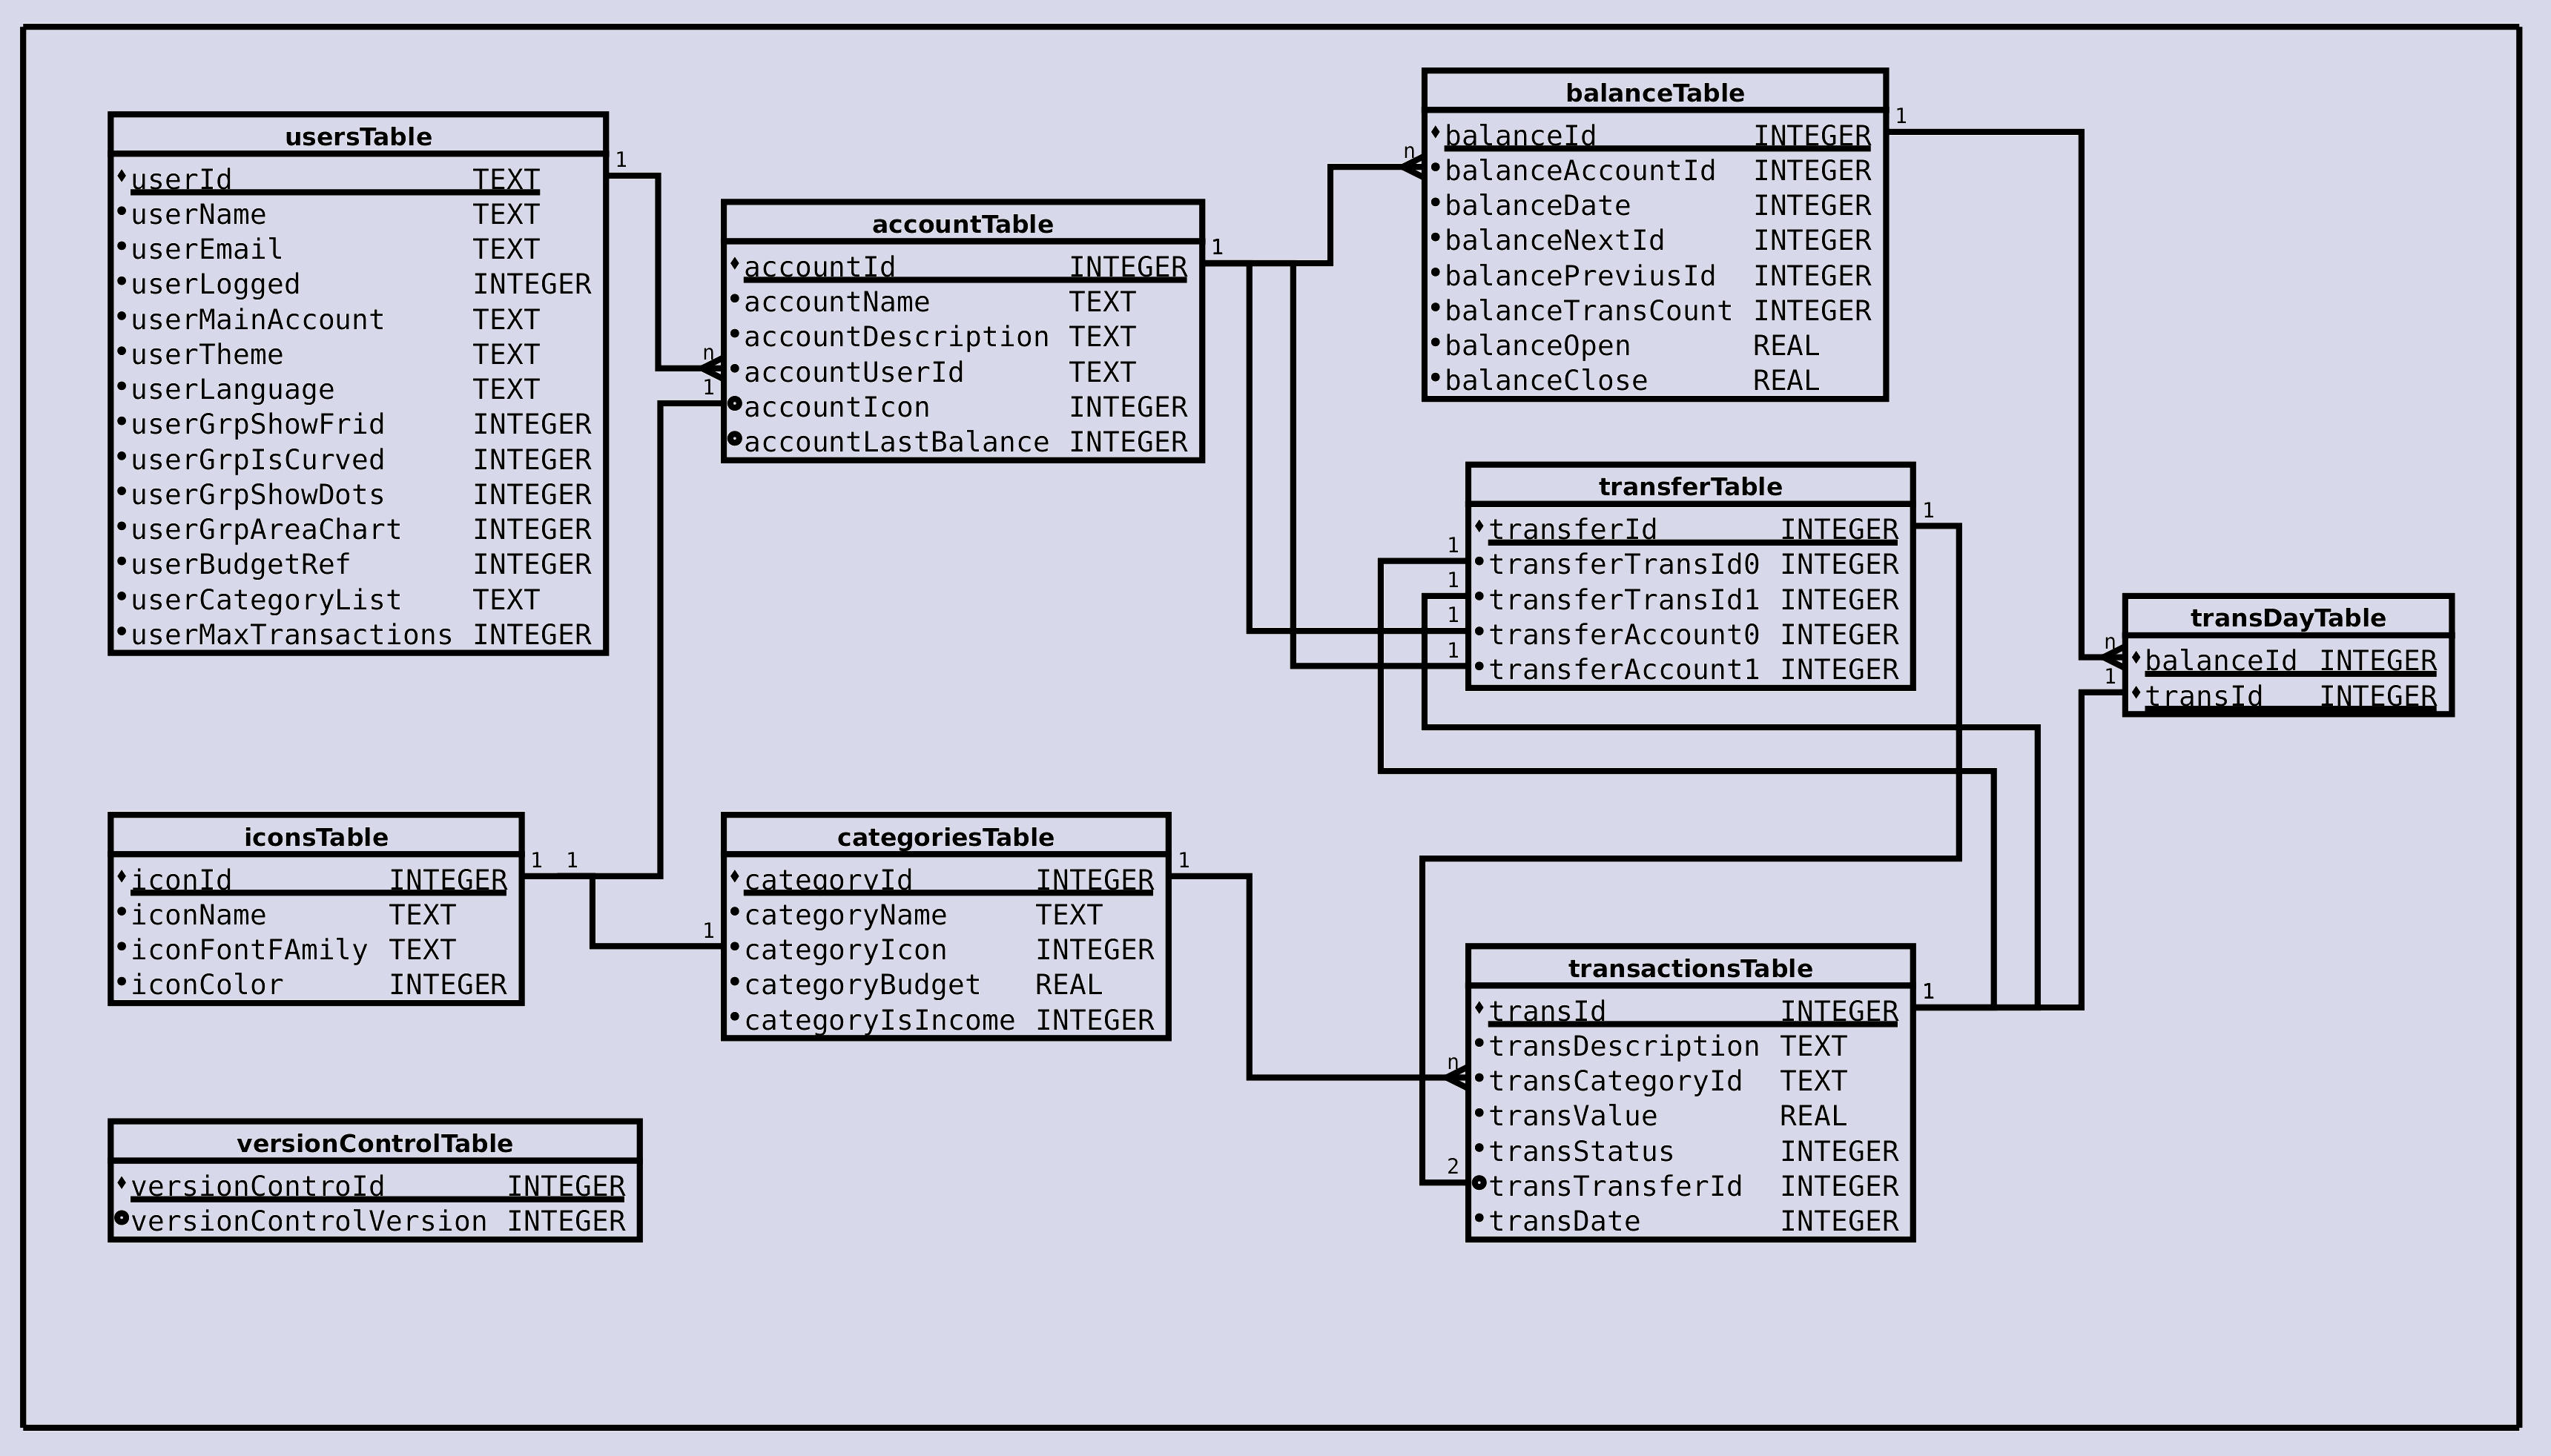 usersTable
userId TEXT
userName TEXT
userEmail TEXT
userLogged INTEGER
userMainAccount TEXT
userTheme TEXT
userLanguage TEXT
userGrpShowFrid INTEGER
userGrpIsCurved INTEGER
userGrpShowDots INTEGER
userGrpAreaChart INTEGER
userBudgetRef INTEGER
userCategoryList TEXT
userMaxTransactions INTEGER
1
n
1
accountTable
accountId INTEGER
accountName TEXT
accountDescription TEXT
accountUserId TEXT
accountIcon INTEGER
accountLastBalance INTEGER
1
n
balanceTable
balanceId INTEGER
balanceAccountId INTEGER
balanceDate INTEGER
balanceNextId INTEGER
balancePreviusId INTEGER
balanceTransCount INTEGER
balanceOpen REAL
balanceClose REAL
1
transferTable
transferId INTEGER
transferTransId0 INTEGER
transferTransId1 INTEGER
transferAccount0 INTEGER
transferAccount1 INTEGER
1
1
1
1
1
n
1
transDayTable
balanceId INTEGER
transId INTEGER
iconsTable
iconId INTEGER
iconName TEXT
iconFontFAmily TEXT
iconColor INTEGER
1 1
1
categoriesTable
categoryId INTEGER
categoryName TEXT
categoryIcon INTEGER
categoryBudget REAL
categoryIsIncome INTEGER
1
n
2
transactionsTable
transId INTEGER
transDescription TEXT
transCategoryId TEXT
transValue REAL
transStatus INTEGER
transTransferId INTEGER
transDate INTEGER
1
versionControlTable
versionControId INTEGER
versionControlVersion INTEGER